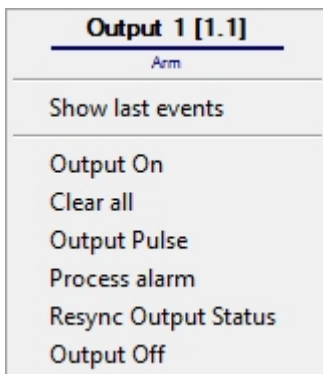 Output 1 [1.1]
Arm
Show last events
Output On
Clear all
Output Pulse
Process alarm
Resync Output Status
Output Off